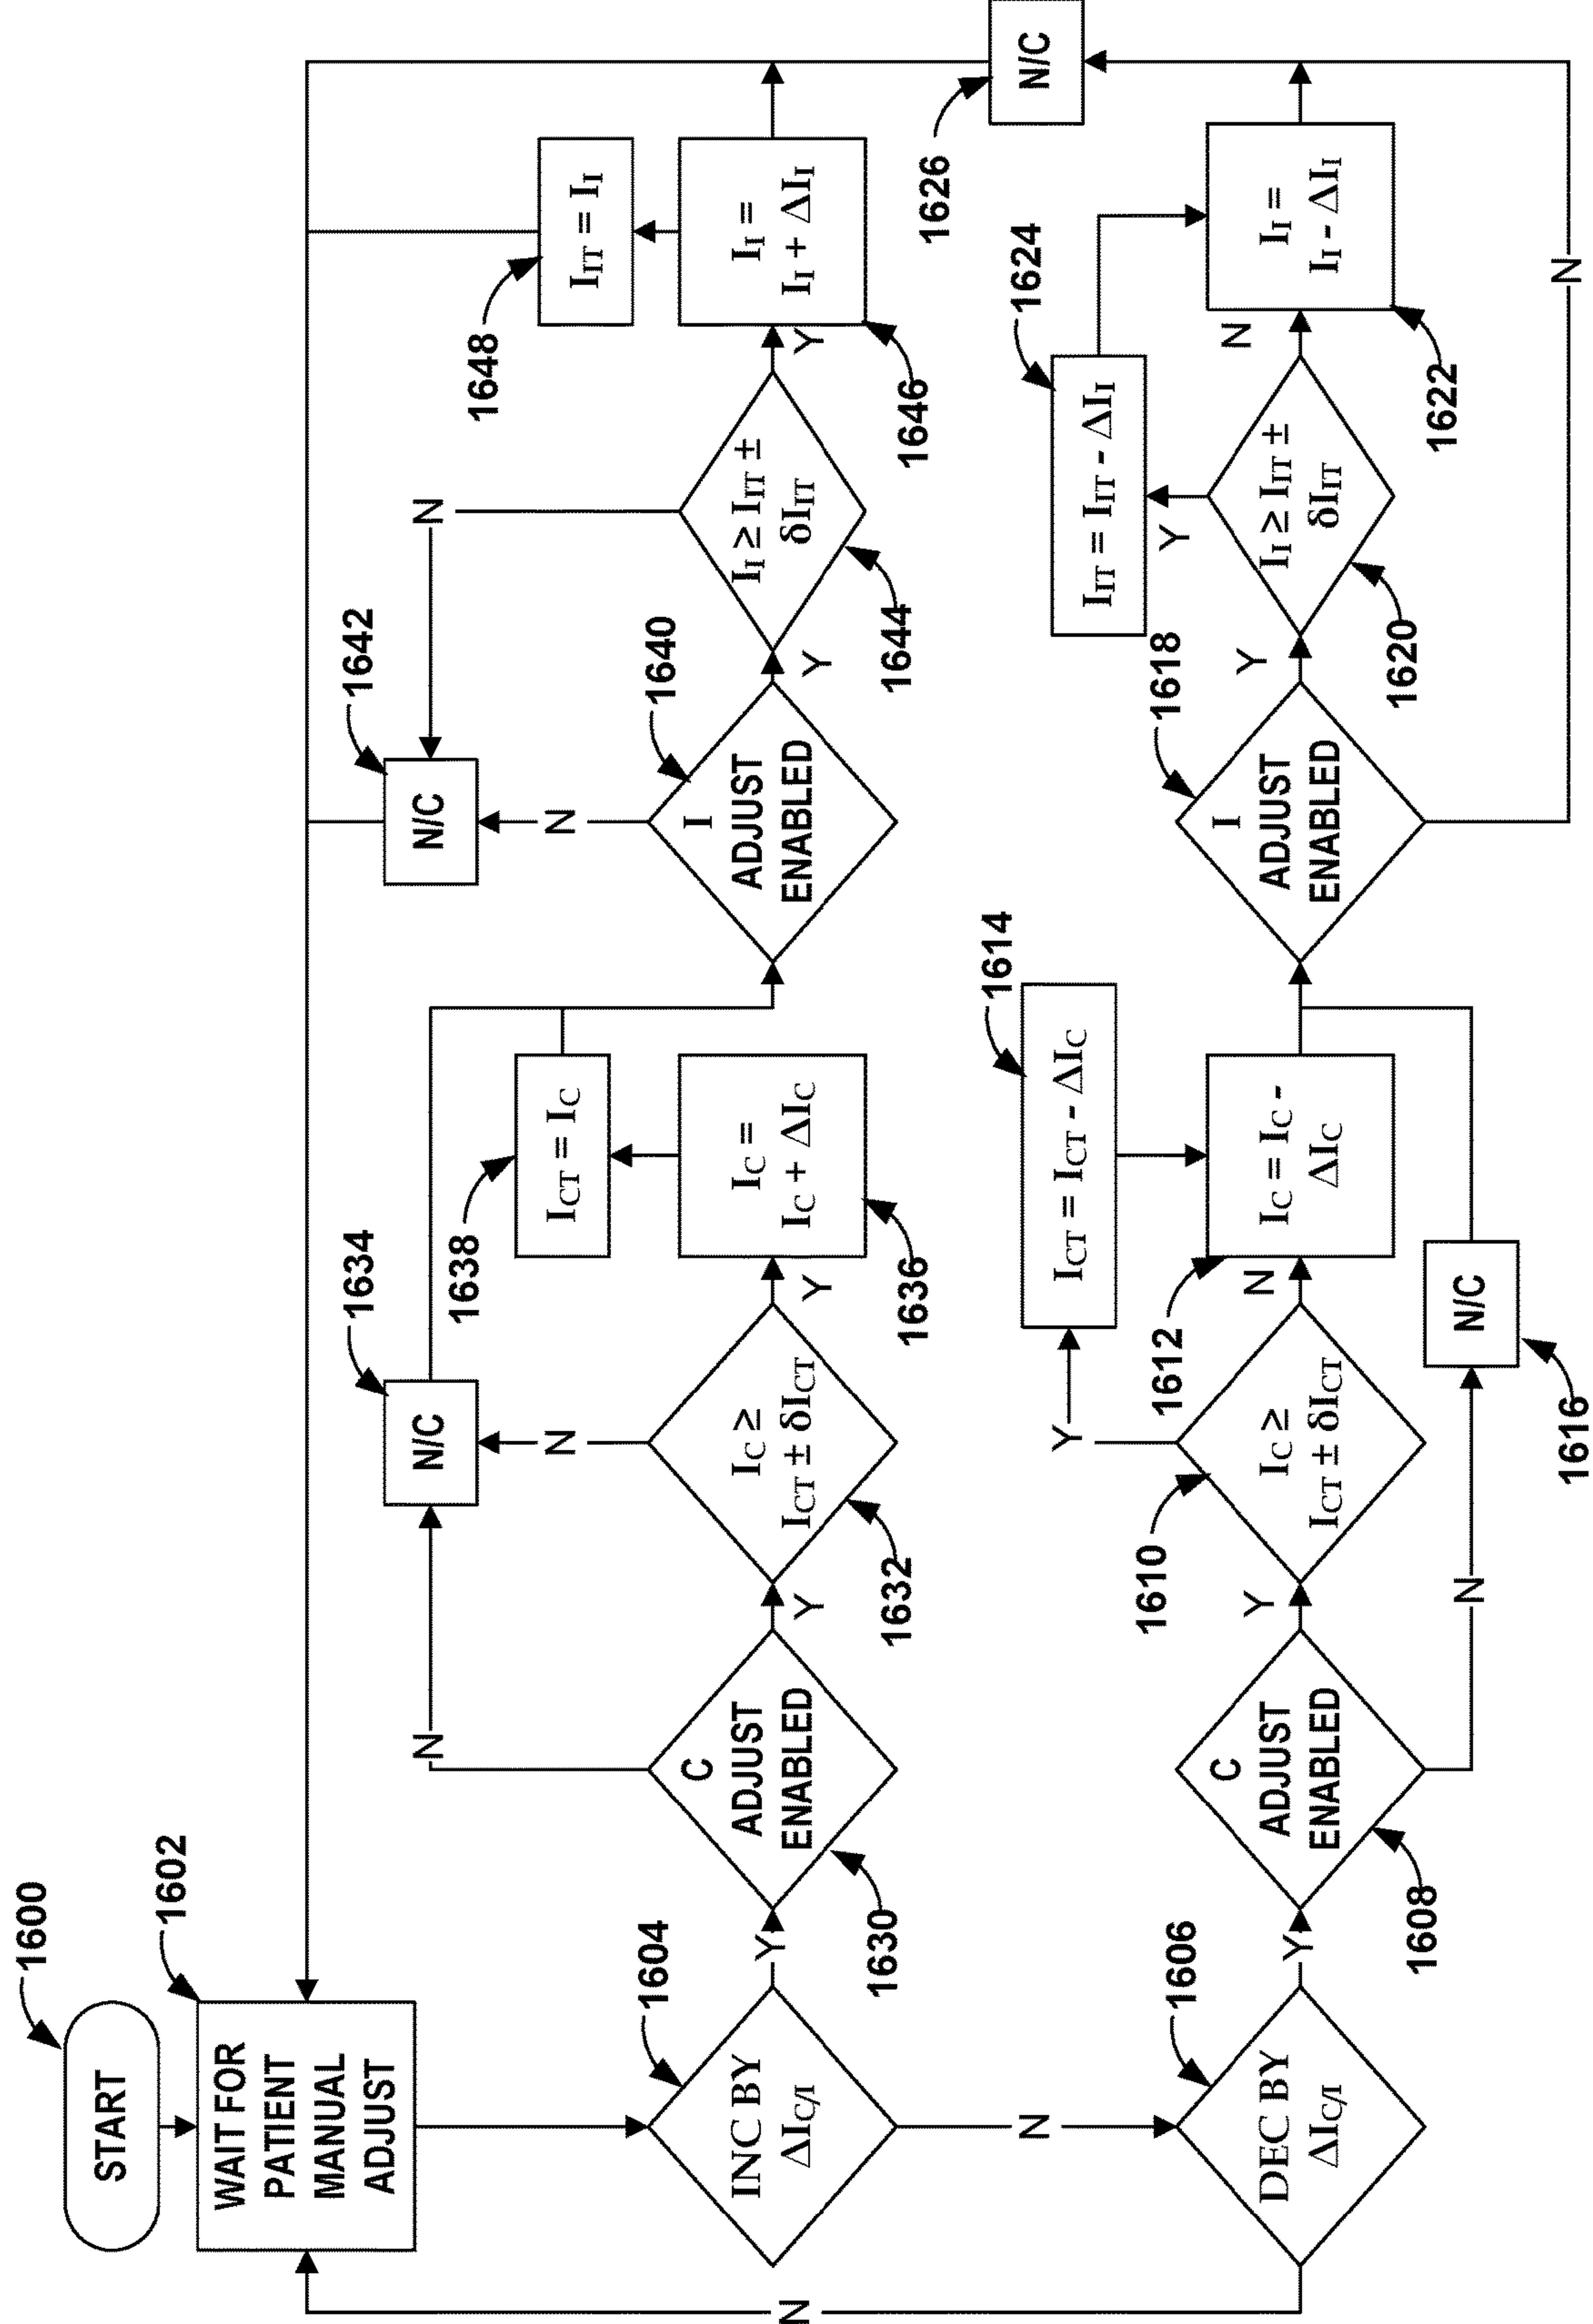 1600
START
1602
WAIT FOR
PATIENT
MANUAL
ADJUST
1604
INC BY
ΔI_C/I
Y
N
1630
C
ADJUST
ENABLED
N
Y
1632
I_C ≥
I_CT ± δI_CT
N
Y
1634
N/C
1636
I_C =
I_C + ΔI_C
1638
I_CT = I_C
1640
I
ADJUST
ENABLED
N
Y
1642
N/C
1644
I_I ≥ I_IT ±
δI_IT
N
Y
1646
I_I =
I_I + ΔI_I
1648
I_IT = I_I
1606
DEC BY
ΔI_C/I
N
Y
1608
C
ADJUST
ENABLED
Y
N
1610
I_C ≥
I_CT ± δI_CT
Y
N
1612
I_C = I_C -
ΔI_C
1614
I_CT = I_CT - ΔI_C
1616
N/C
1618
I
ADJUST
ENABLED
Y
N
1620
I_I ≥ I_IT ±
δI_IT
Y
N
1622
I_I =
I_I - ΔI_I
1624
I_IT = I_IT - ΔI_I
1626
N/C